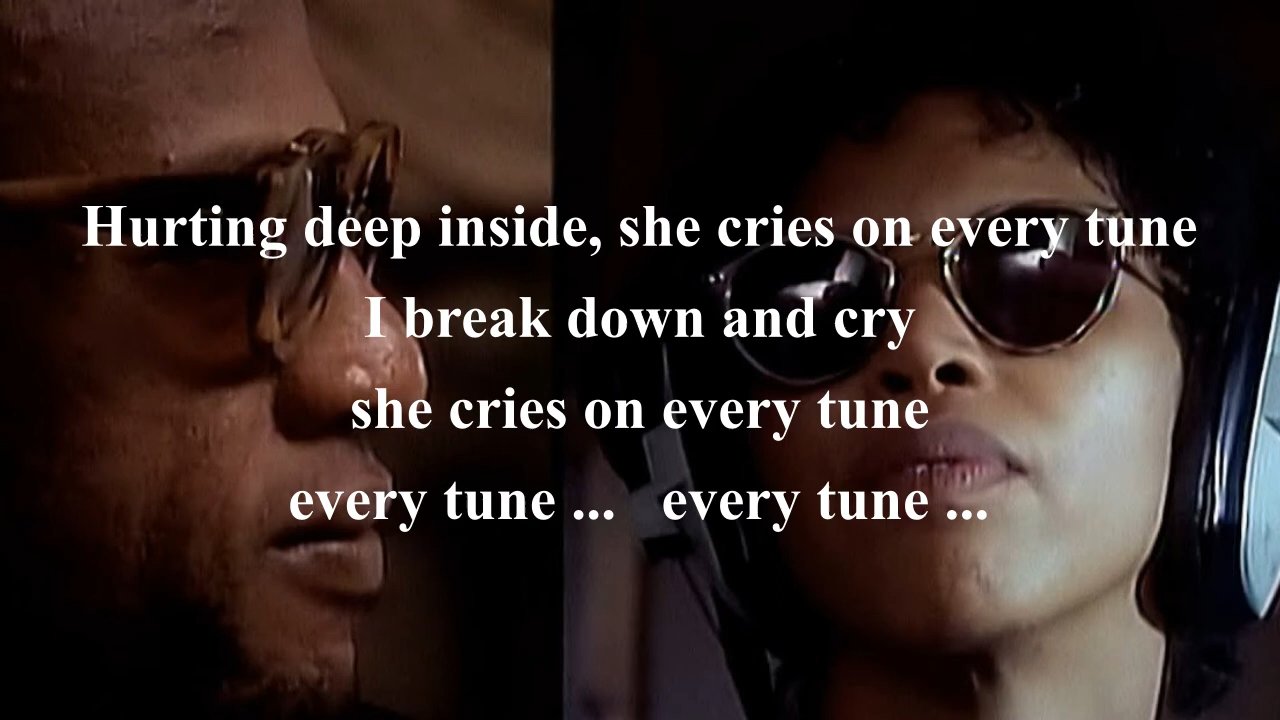 Hurting deep inside, she cries on every tune
I break down and cry
she cries on every tune
every tune ...   every tune ...